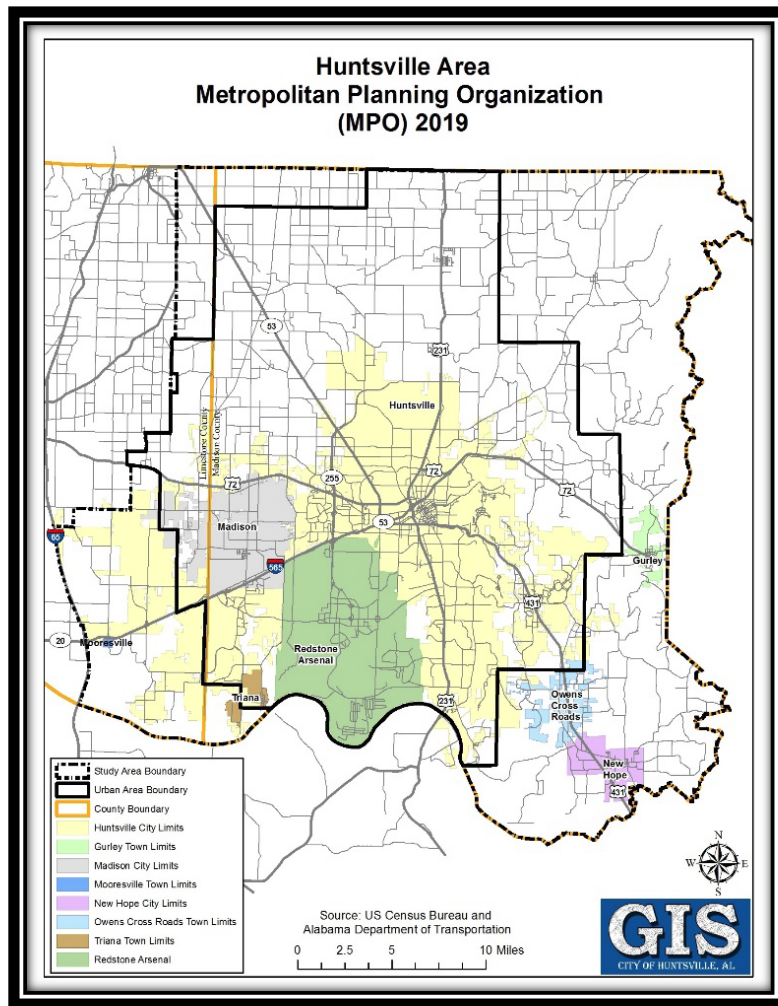 Huntsville Area
Metropolitan Planning Organization
(MPO) 2019
53
231
Huntsville
Limestone County
Madison County
72
255
72
72
Madison
53
65
565
Gurley
431
20
Mooresville
Redstone
Arsenal
Triana
231
Owens
Cross
Roads
New
Hope
431
Study Area Boundary
Urban Area Boundary
County Boundary
Huntsville City Limits
Gurley Town Limits
Madison City Limits
Mooresville Town Limits
New Hope City Limits
Owens Cross Roads Town Limits
Triana Town Limits
Redstone Arsenal
Source: US Census Bureau and
Alabama Department of Transportation
0 2.5 5 10 Miles
N
W E
S
GIS
CITY OF HUNTSVILLE, AL